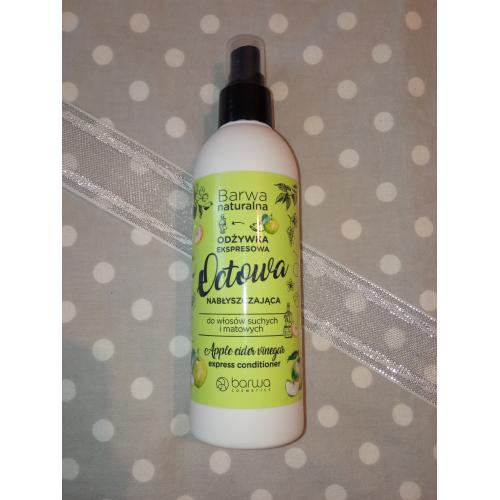 Barwa
naturalna
ODŻYWKA
EKSPRESOWA
Octowa
NABŁYSZCZAJĄCA
do włosów suchych
i matowych
Apple cider vinegar
express conditioner
barwa
COSMETICS